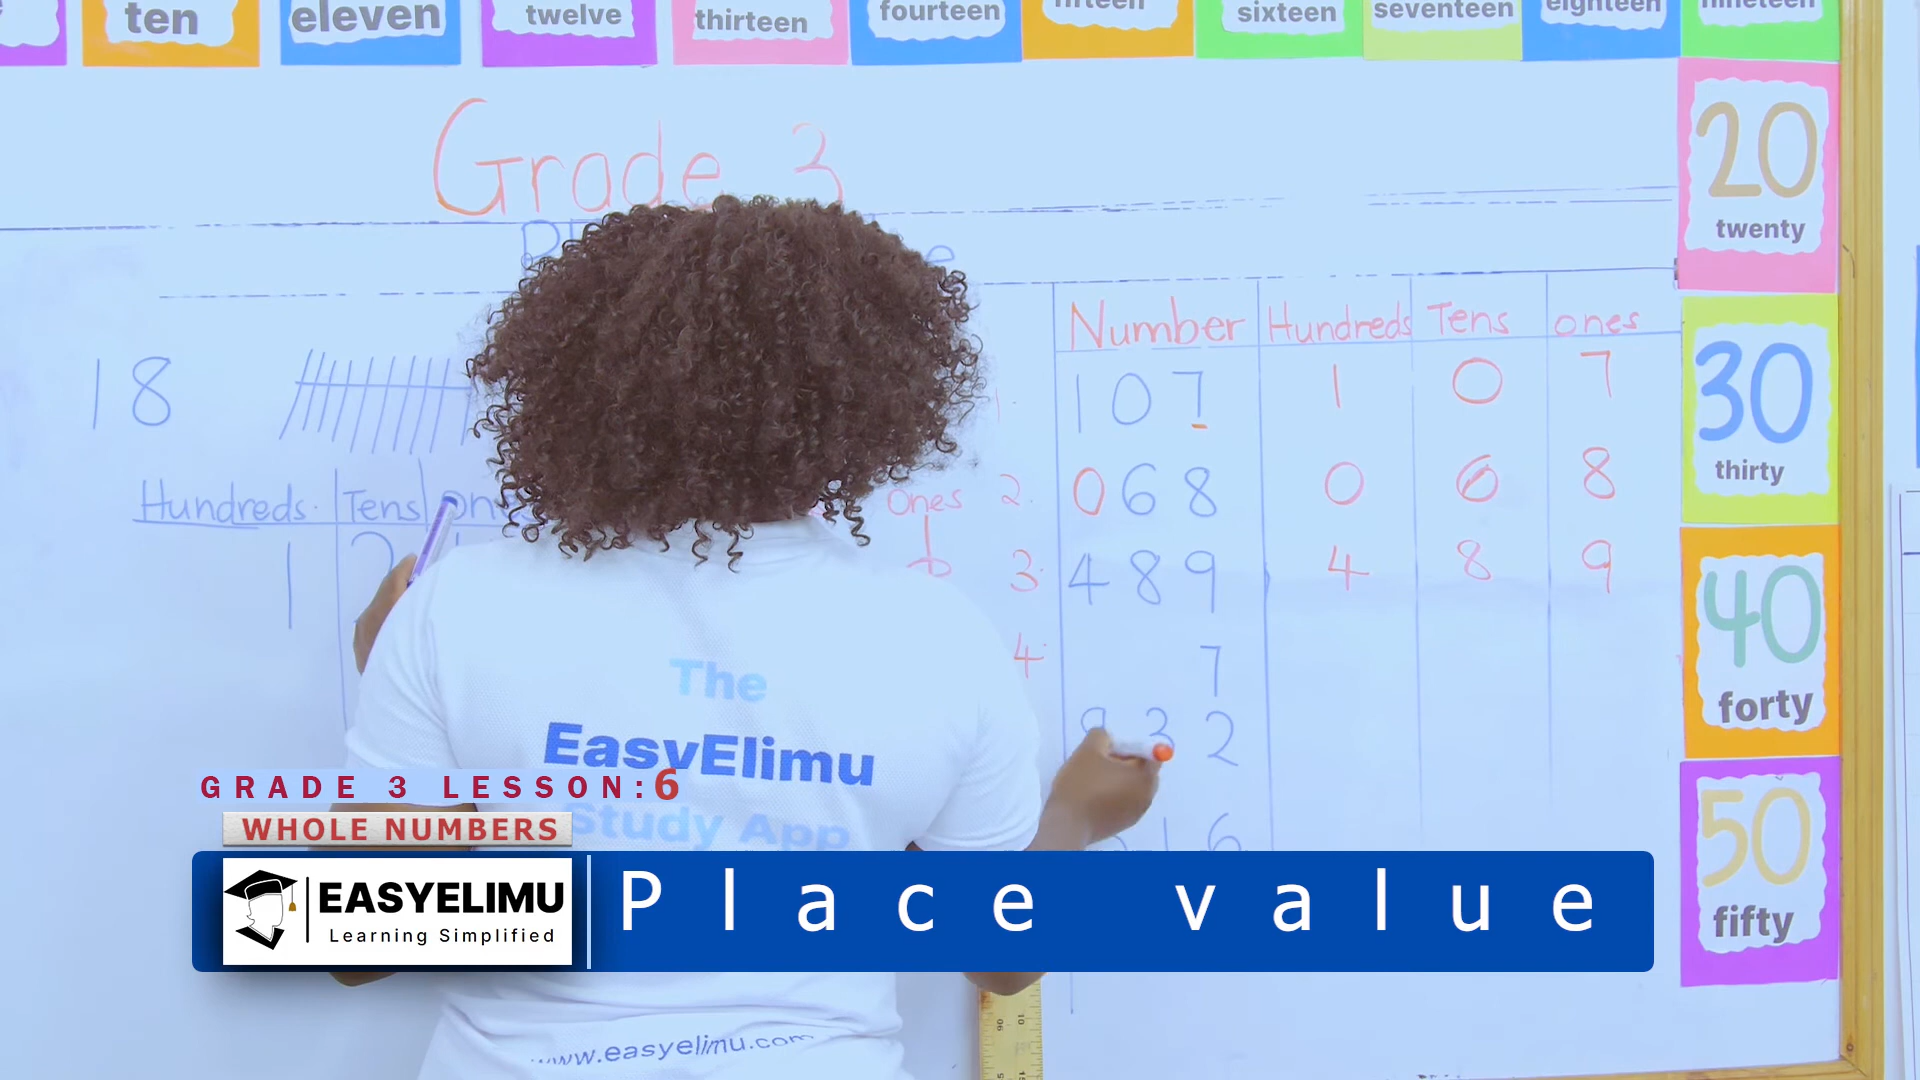 ten eleven twelve thirteen fourteen fifteen sixteen seventeen eighteen nineteen
Grade 3
20
twenty
30
thirty
40
forty
50
fifty
18
Hundreds Tens
1 2
Ones
Number Hundreds Tens ones
107 1 0 7
2. 068 0 6 8
3. 489 4 8 9
4. 7
32
16
The
EasyElimu
Study App
www.easyelimu.com
GRADE 3 LESSON:6
WHOLE NUMBERS
EASYELIMU
Learning Simplified
Place value